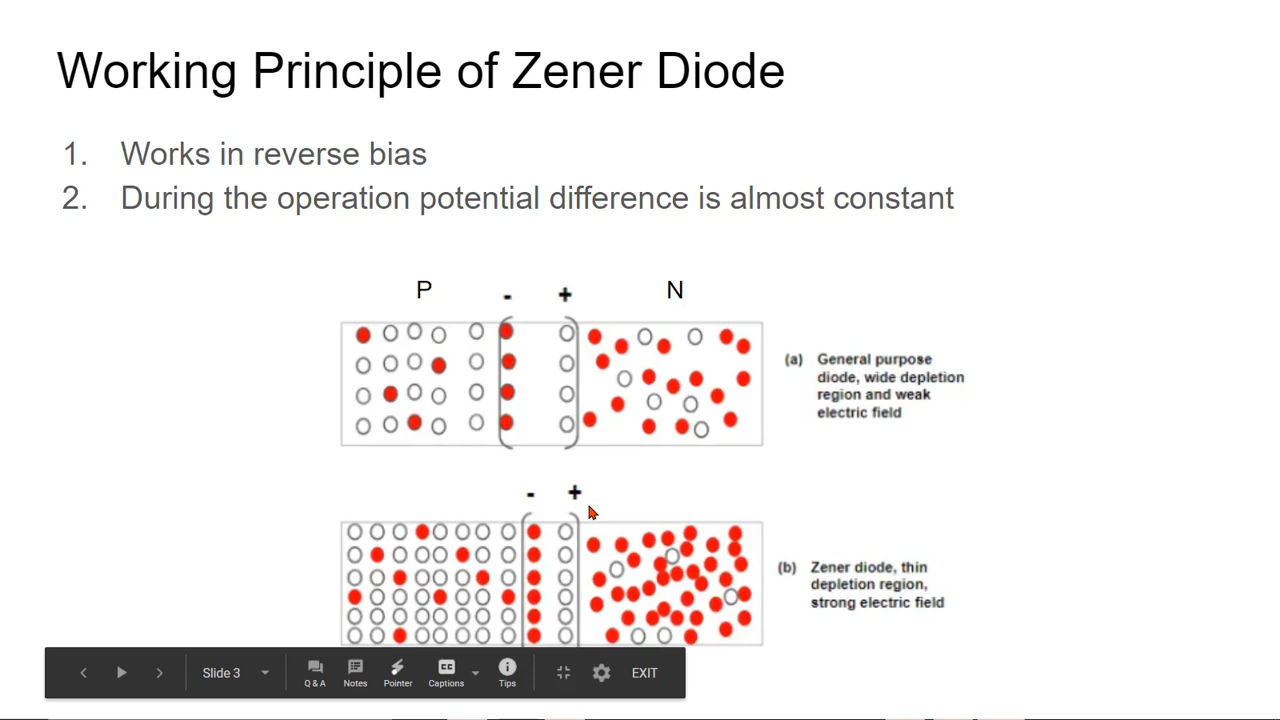 Working Principle of Zener Diode
1. Works in reverse bias
2. During the operation potential difference is almost constant
P - + N
(a) General purpose
diode, wide depletion
region and weak
electric field
- +
(b) Zener diode, thin
depletion region,
strong electric field
Slide 3
Q & A
Notes
Pointer
CC
Captions
Tips
EXIT